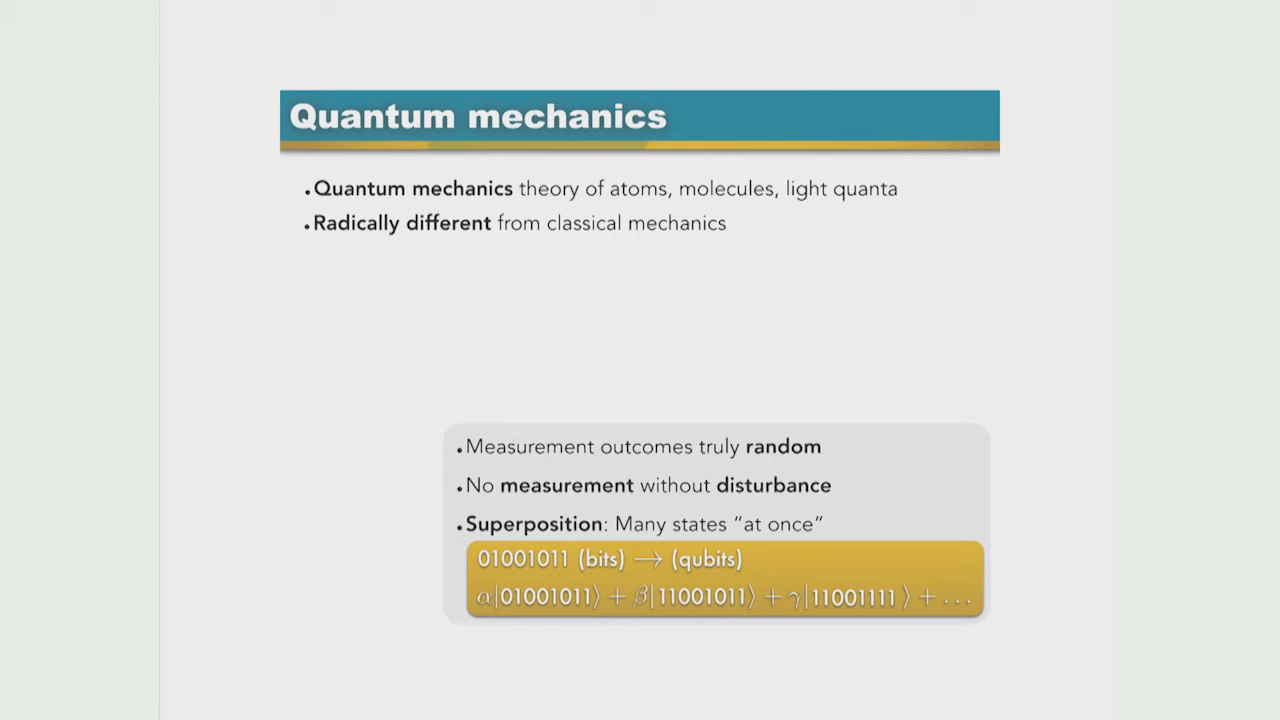 Quantum mechanics
•Quantum mechanics theory of atoms, molecules, light quanta
•Radically different from classical mechanics
•Measurement outcomes truly random
•No measurement without disturbance
•Superposition: Many states “at once”
01001011 (bits) → (qubits)
α|01001011⟩ + β|11001011⟩ + γ|11001111 ⟩ + ...